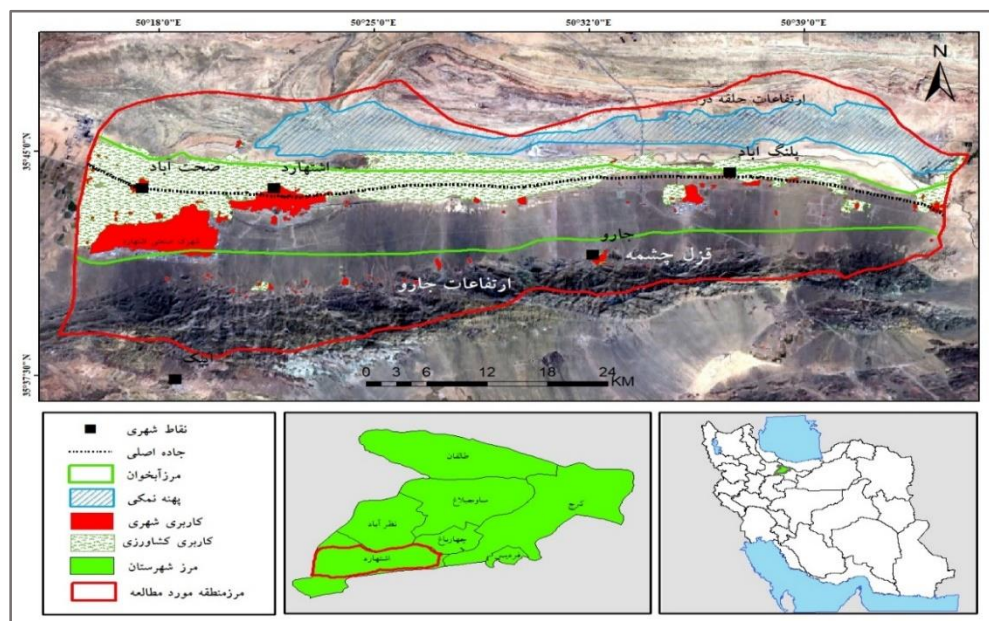 50°18'0"E 50°25'0"E 50°32'0"E 50°39'0"E
N
ارتفاعات حلقه در
35°45'0"N
پلنگ آباد
اشتهارد
صحت آباد
جارو
قزل چشمه
ارتفاعات جارو
35°37'30"N
0 3 6 12 18 24
KM
نقاط شهری
جاده اصلی
مرزآبخوان
پهنه نمکی
کاربری شهری
کاربری کشاورزی
مرز شهرستان
مرزمنطقه مورد مطالعه
طالقان
ساوجبلاغ
کرج
نظر آباد
چهارباغ
فردیس
اشتهارد